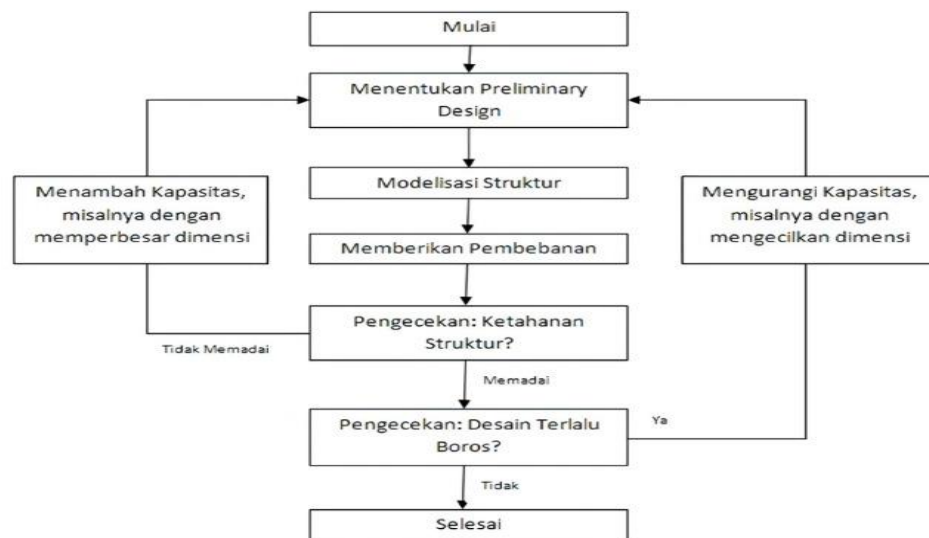 Mulai
Menentukan Preliminary
Design
Modelisasi Struktur
Menambah Kapasitas,
misalnya dengan
memperbesar dimensi
Mengurangi Kapasitas,
misalnya dengan
mengecilkan dimensi
Memberikan Pembebanan
Pengecekan: Ketahanan
Struktur?
Tidak Memadai
Memadai
Pengecekan: Desain Terlalu
Boros?
Ya
Tidak
Selesai